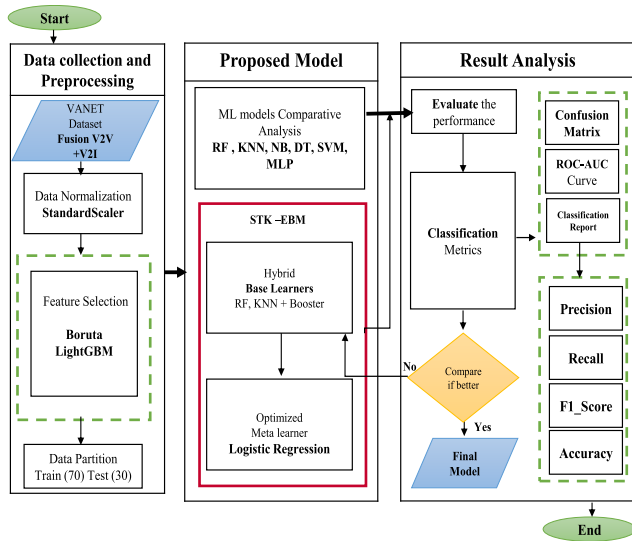 Start
Data collection and
Preprocessing
VANET
Dataset
Fusion V2V
+V2I
Data Normalization
StandardScaler
Feature Selection
Boruta
LightGBM
Data Partition
Train (70) Test (30)
Proposed Model
ML models Comparative
Analysis
RF , KNN, NB, DT, SVM,
MLP
STK –EBM
Hybrid
Base Learners
RF, KNN + Booster
Optimized
Meta learner
Logistic Regression
Result Analysis
Evaluate the
performance
Classification
Metrics
Compare
if better
No
Yes
Final
Model
Confusion
Matrix
ROC-AUC
Curve
Classification
Report
Precision
Recall
F1_Score
Accuracy
End